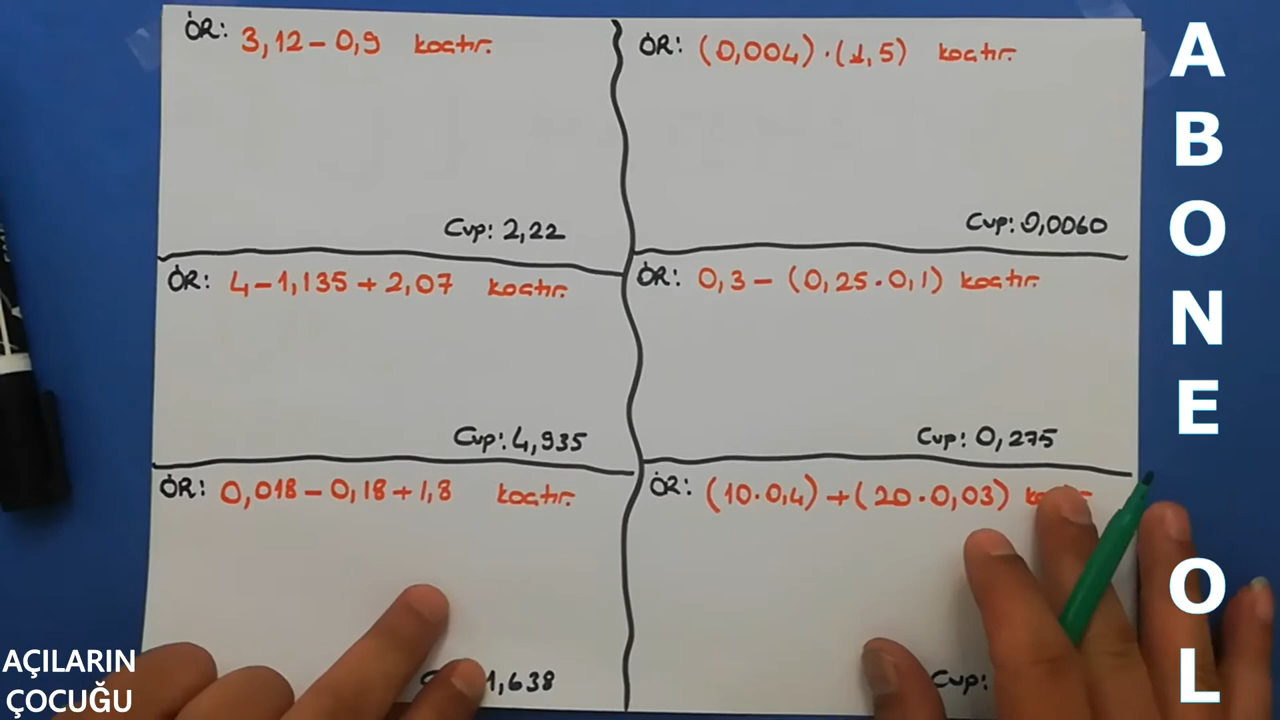 ÖR: 3,12-0,9 kaçtır.
Cvp: 2,22
ÖR: (0,004)·(1,5) kaçtır.
Cvp: 0,0060
ÖR: 4-1,135+2,07 kaçtır.
Cvp: 4,935
ÖR: 0,3-(0,25·0,1) kaçtır.
Cvp: 0,275
ÖR: 0,018-0,18+1,8 kaçtır.
1,638
ÖR: (10·0,4)+(20·0,03)
Cvp:
ABONE OL
AÇILARIN
ÇOCUĞU